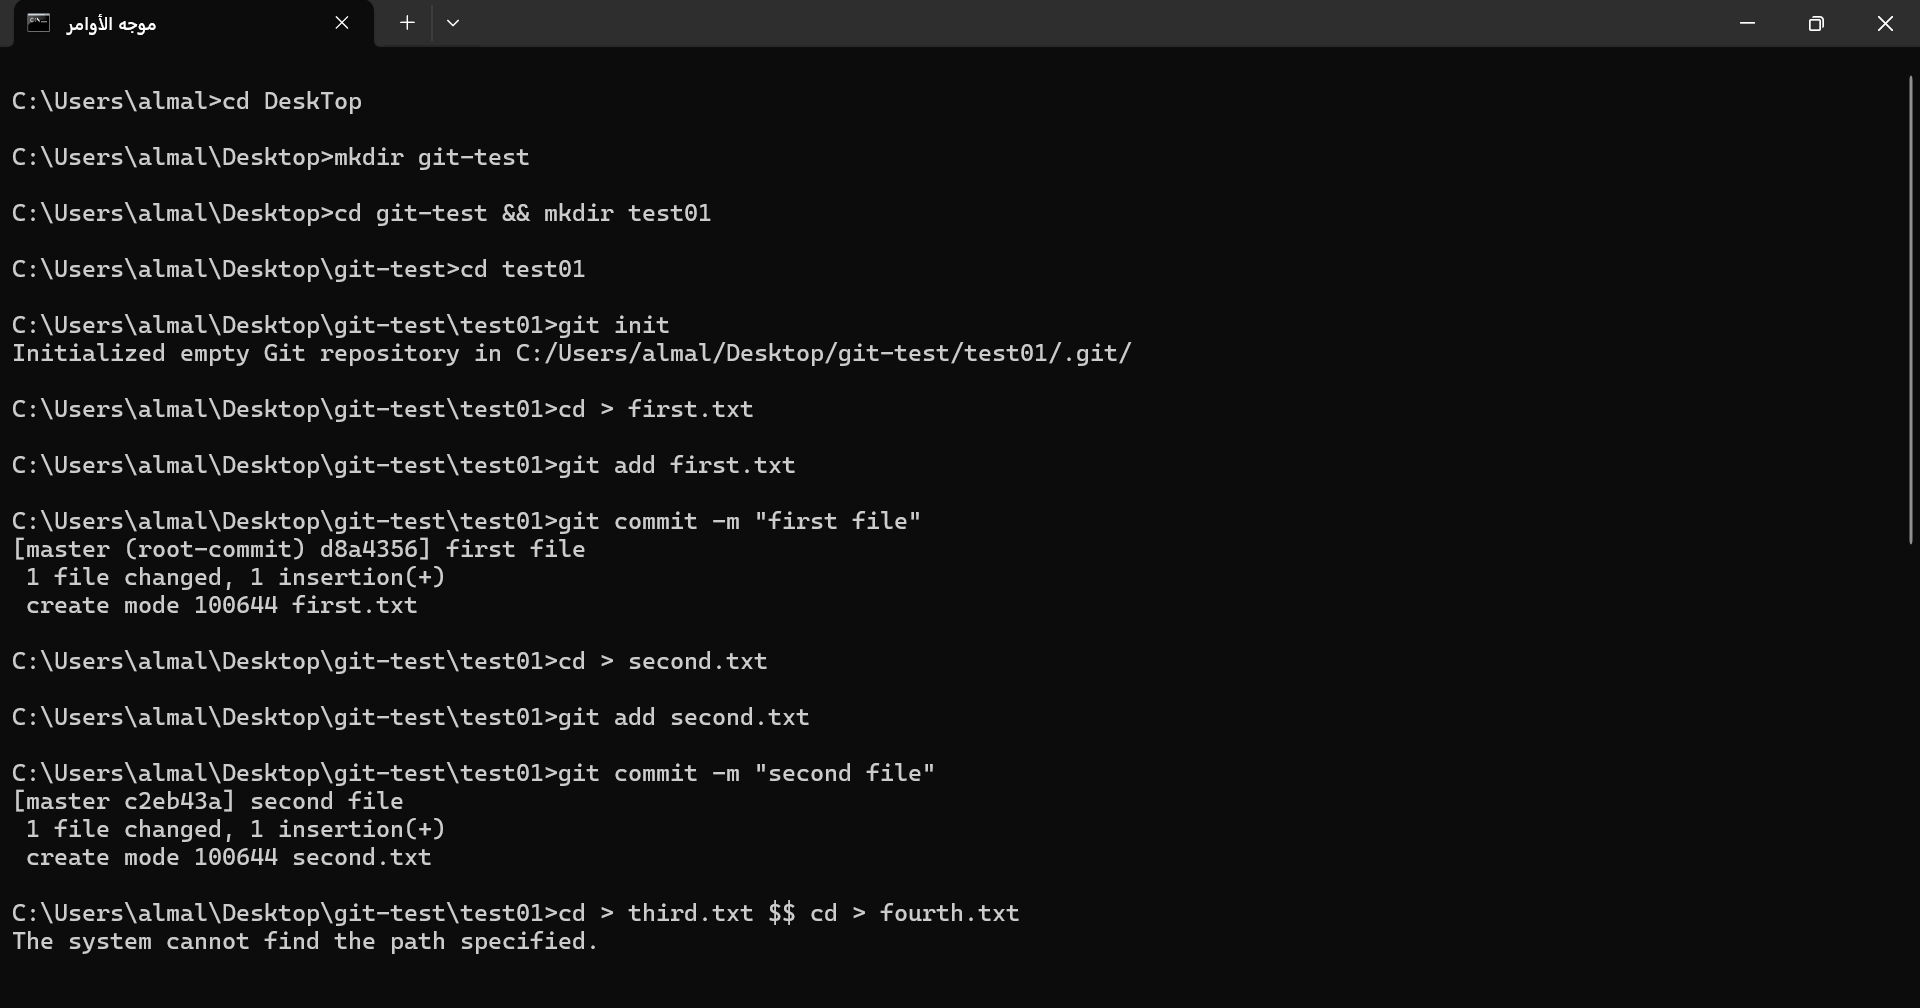 موجه الأوامر
C:\Users\almal>cd DeskTop
C:\Users\almal\Desktop>mkdir git-test
C:\Users\almal\Desktop>cd git-test && mkdir test01
C:\Users\almal\Desktop\git-test>cd test01
C:\Users\almal\Desktop\git-test\test01>git init
Initialized empty Git repository in C:/Users/almal/Desktop/git-test/test01/.git/
C:\Users\almal\Desktop\git-test\test01>cd > first.txt
C:\Users\almal\Desktop\git-test\test01>git add first.txt
C:\Users\almal\Desktop\git-test\test01>git commit -m "first file"
[master (root-commit) d8a4356] first file
 1 file changed, 1 insertion(+)
 create mode 100644 first.txt
C:\Users\almal\Desktop\git-test\test01>cd > second.txt
C:\Users\almal\Desktop\git-test\test01>git add second.txt
C:\Users\almal\Desktop\git-test\test01>git commit -m "second file"
[master c2eb43a] second file
 1 file changed, 1 insertion(+)
 create mode 100644 second.txt
C:\Users\almal\Desktop\git-test\test01>cd > third.txt $$ cd > fourth.txt
The system cannot find the path specified.